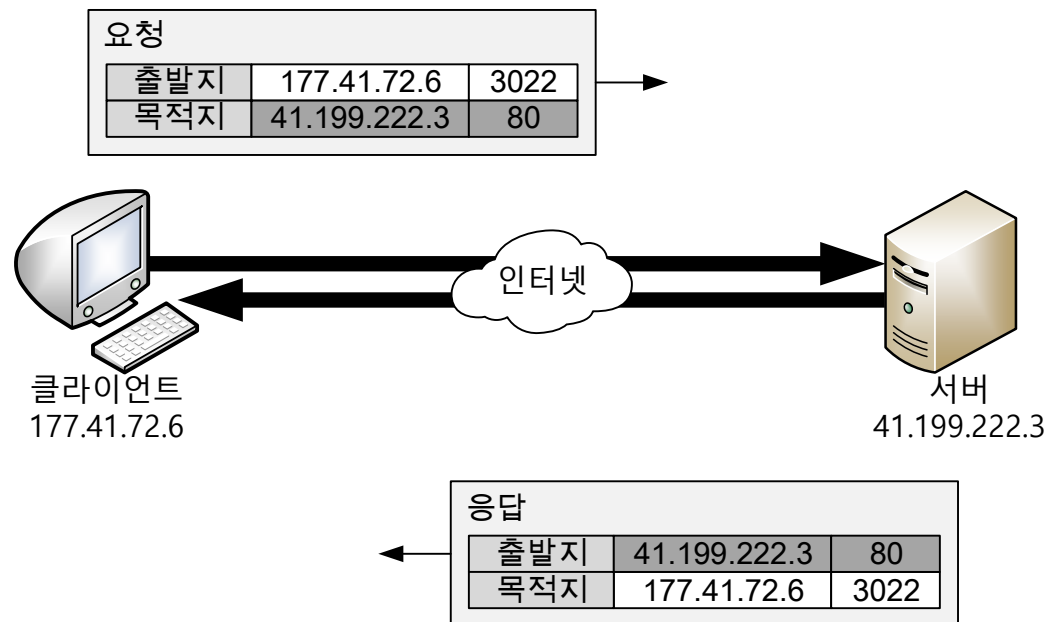 요청
출발지 177.41.72.6 3022
목적지 41.199.222.3 80
인터넷
클라이언트
177.41.72.6
서버
41.199.222.3
응답
출발지 41.199.222.3 80
목적지 177.41.72.6 3022